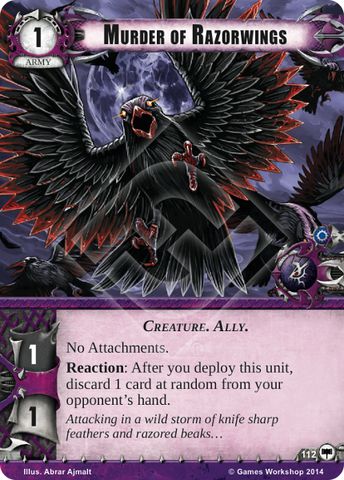 1
ARMY
MURDER OF RAZORWINGS
CREATURE. ALLY.
1
No Attachments.
Reaction: After you deploy this unit,
discard 1 card at random from your
opponent's hand.
1
Attacking in a wild storm of knife sharp
feathers and razored beaks…
112
Illus. Abrar Ajmalt
© Games Workshop 2014